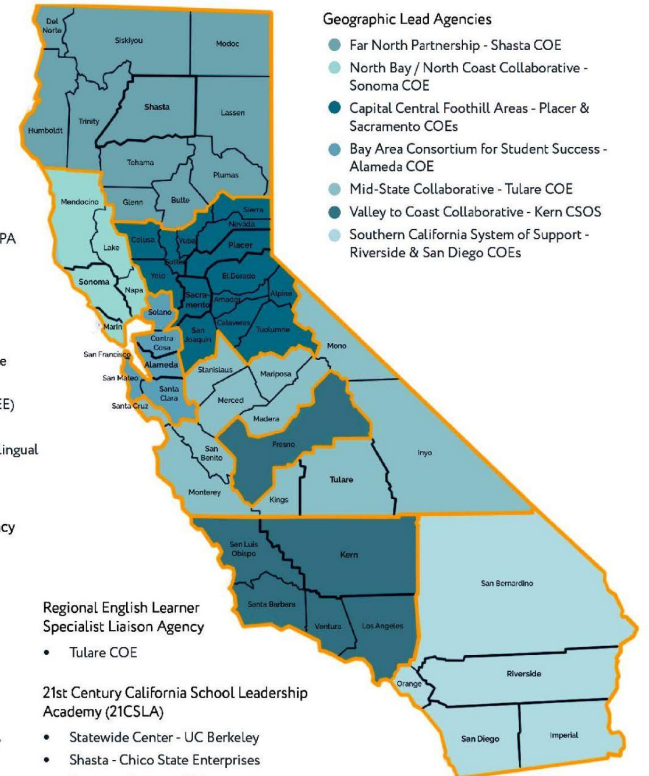 Geographic Lead Agencies
Far North Partnership - Shasta COE
North Bay / North Coast Collaborative -
Sonoma COE
Capital Central Foothill Areas - Placer &
Sacramento COEs
Bay Area Consortium for Student Success -
Alameda COE
Mid-State Collaborative - Tulare COE
Valley to Coast Collaborative - Kern CSOS
Southern California System of Support -
Riverside & San Diego COEs
Del
Norte
Siskiyou
Modoc
Humboldt
Trinity
Shasta
Lassen
Tehama
Plumas
Mendocino
Glenn
Butte
Sierra
Nevada
Lake
Colusa
Yuba
Placer
Sonoma
Napa
Yolo
El Dorado
Sacra-
mento
Amador
Alpine
Solano
Marin
Calaveras
Tuolumne
San
Joaquin
Contra
Cosa
Mono
San Francisco
Alameda
Stanislaus
Mariposa
San Mateo
Santa
Clara
Merced
Santa Cruz
Madera
Fresno
San
Benito
Inyo
Monterey
Kings
Tulare
San Luis
Obispo
Kern
San Bernardino
Santa Barbara
Ventura
Los Angeles
Orange
Riverside
San Diego
Imperial
PA
e
EE)
lingual
cy
Regional English Learner
Specialist Liaison Agency
• Tulare COE
21st Century California School Leadership
Academy (21CSLA)
• Statewide Center - UC Berkeley
• Shasta - Chico State Enterprises